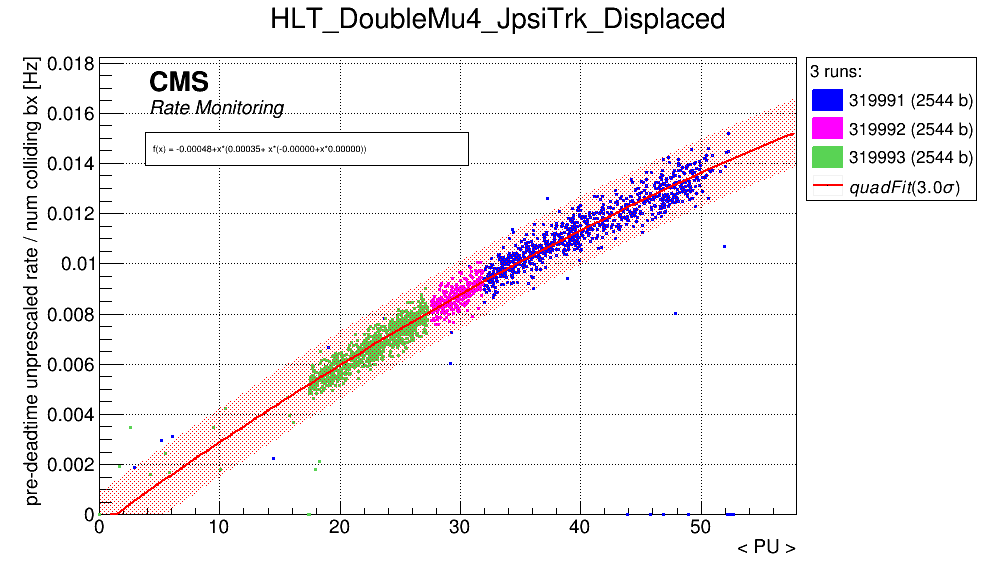 HLT_DoubleMu4_JpsiTrk_Displaced
pre-deadtime unprescaled rate / num colliding bx [Hz]
0.018
0.016
0.014
0.012
0.01
0.008
0.006
0.004
0.002
0
CMS
Rate Monitoring
f(x) = -0.00048+x*(0.00035+ x*(-0.00000+x*0.00000))
3 runs:
319991 (2544 b)
319992 (2544 b)
319993 (2544 b)
quadFit(3.0σ)
0 10 20 30 40 50
< PU >